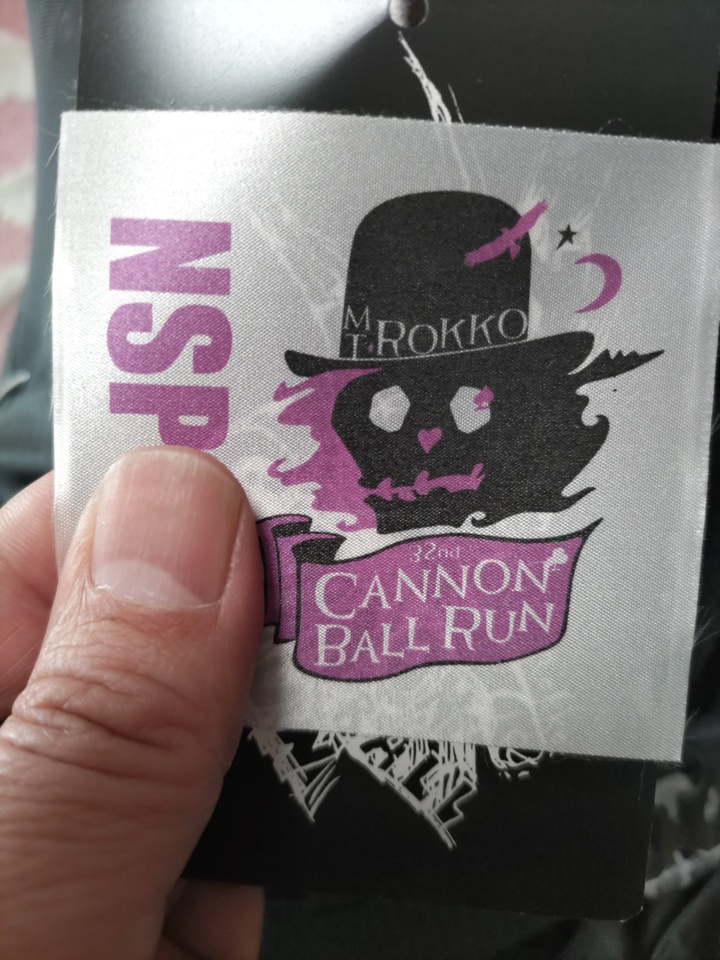 NSP
MT. ROKKO
32nd
CANNON
BALL RUN